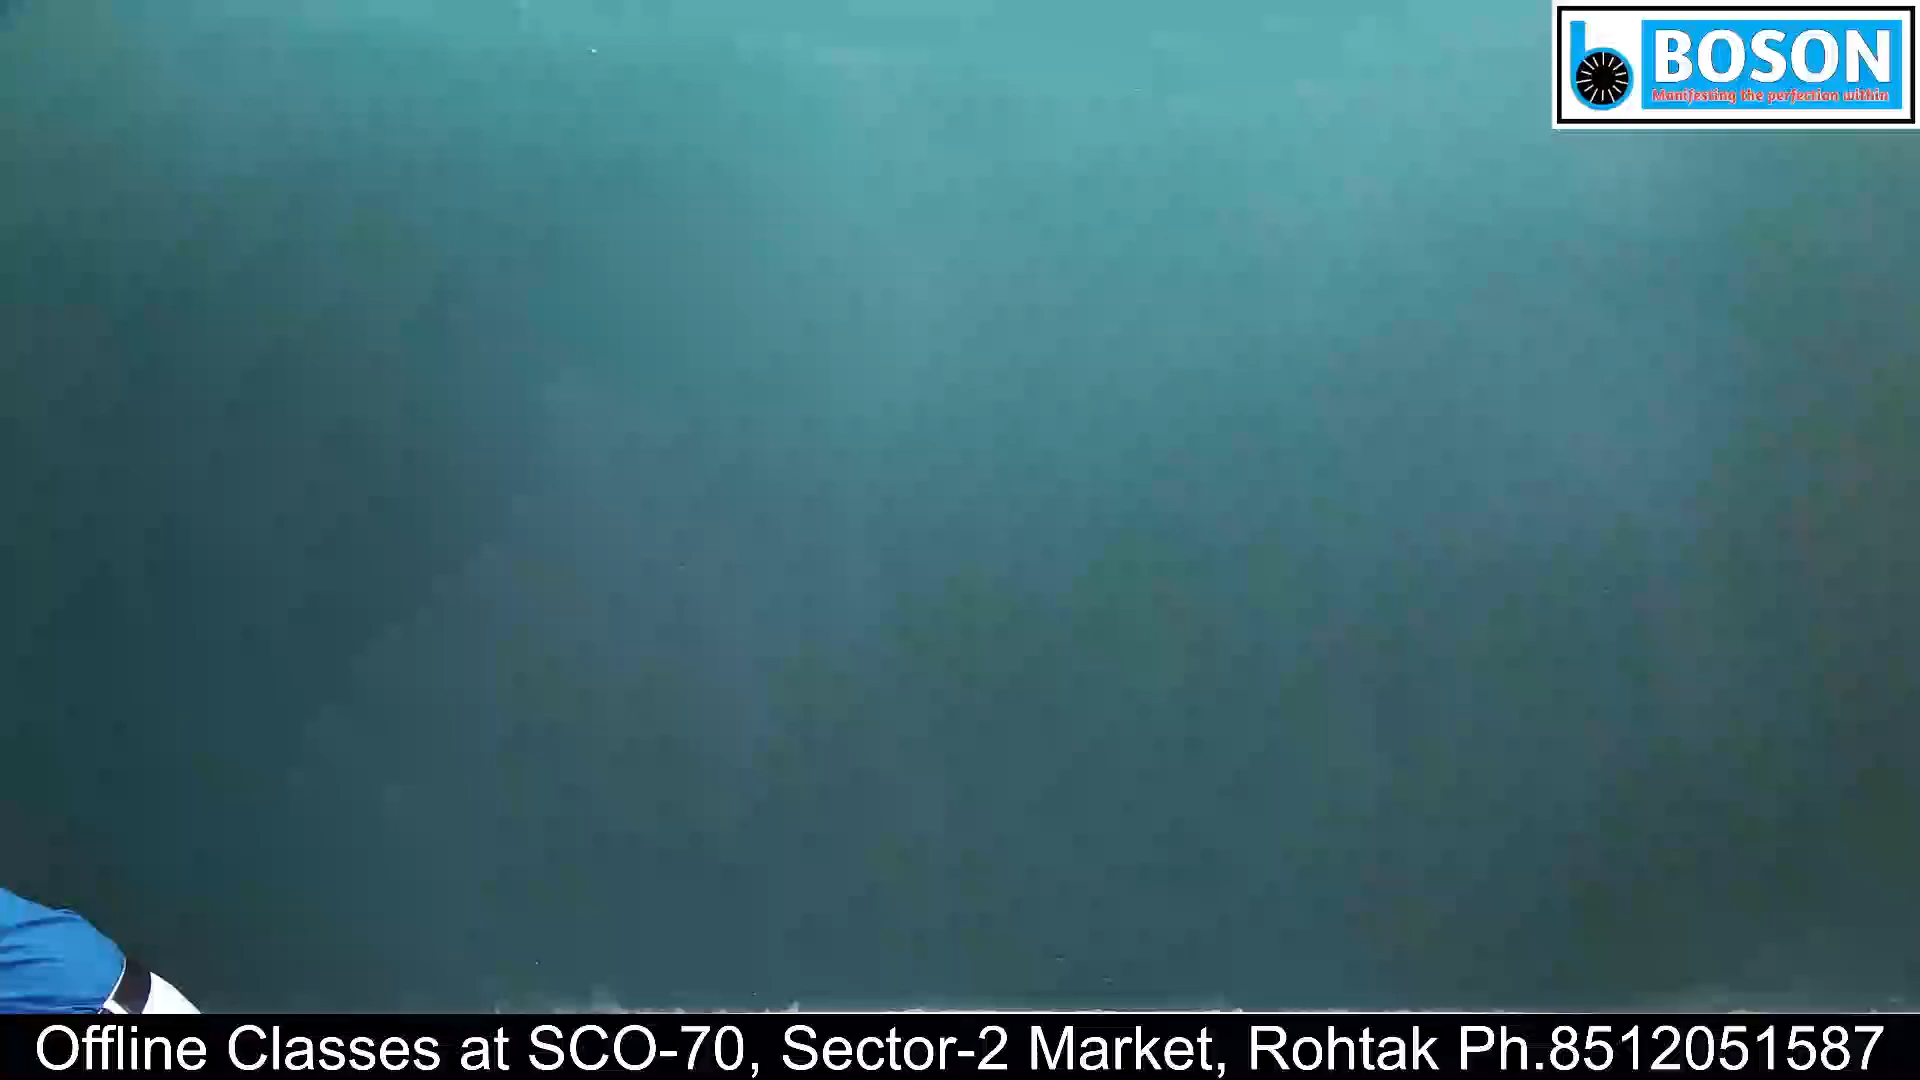 BOSON
Manifesting the perfection within
Offline Classes at SCO-70, Sector-2 Market, Rohtak Ph.8512051587